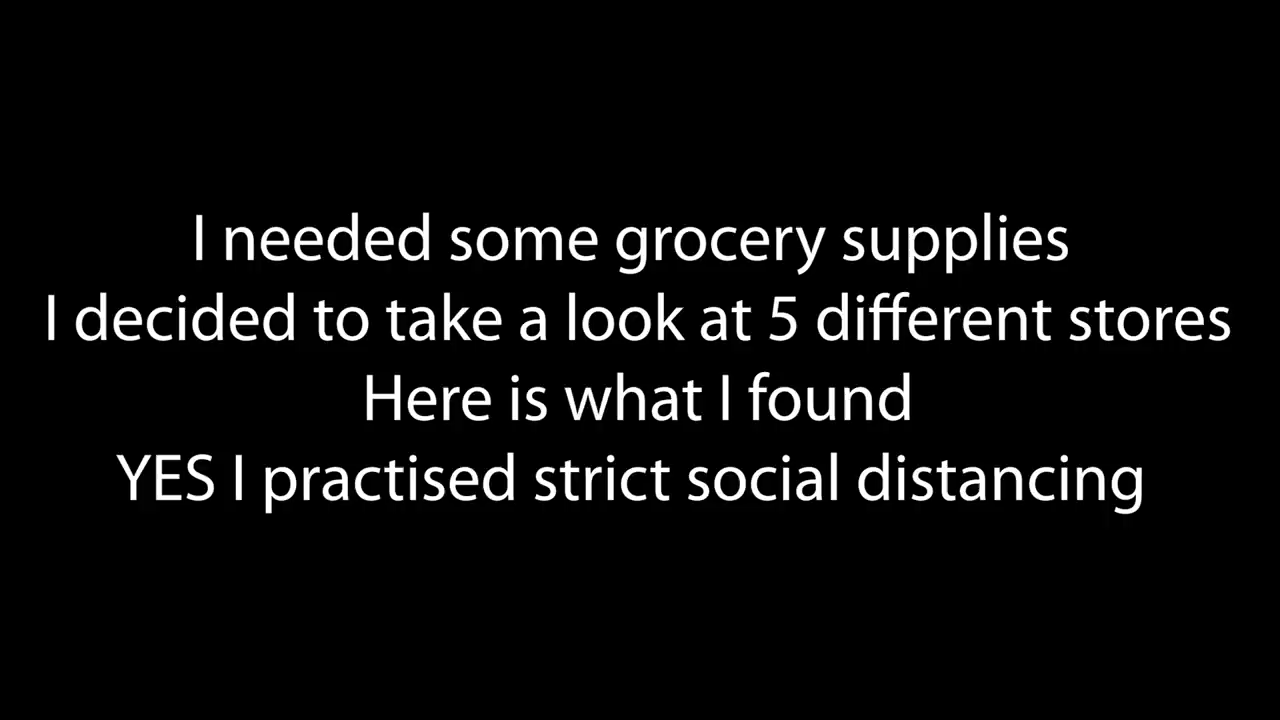 I needed some grocery supplies
I decided to take a look at 5 different stores
Here is what I found
YES I practised strict social distancing